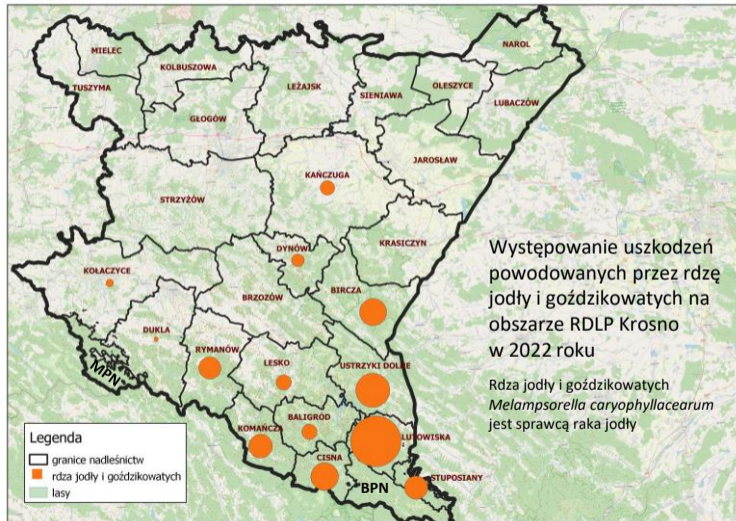 NAROL
MIELEC
KOLBUSZOWA
LEŻAJSK
OLESZYCE
TUSZYMA
SIENIAWA
LUBACZÓW
GŁOGÓW
JAROSŁAW
KAŃCZUGA
STRZYŻÓW
KRASICZYN
DYNÓW
KOŁACZYCE
BIRCZA
BRZOZÓW
DUKLA
RYMANÓW
LESKO
USTRZYKI DOLNE
MPN
BALIGRÓD
KOMAŃCZA
LUTOWISKA
CISNA
STUPOSIANY
BPN
Występowanie uszkodzeń
powodowanych przez rdzę
jodły i goździkowatych na
obszarze RDLP Krosno
w 2022 roku
Rdza jodły i goździkowatych
Melampsorella caryophyllacearum
jest sprawcą raka jodły
Legenda
granice nadleśnictw
rdza jodły i goździkowatych
lasy